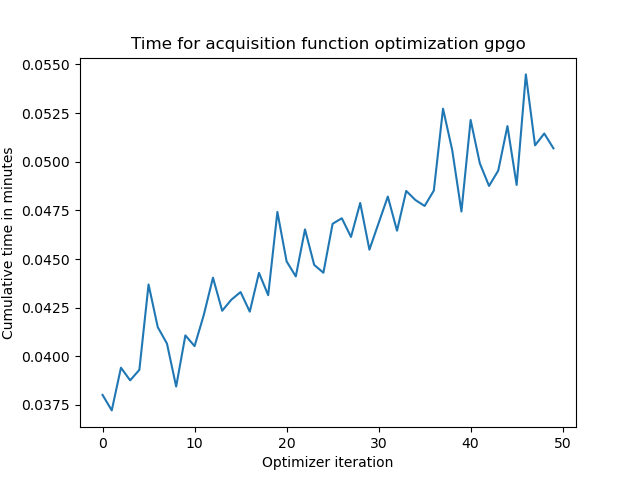 Time for acquisition function optimization gpgo
0.0550
0.0525
0.0500
0.0475
0.0450
0.0425
0.0400
0.0375
Cumulative time in minutes
0 10 20 30 40 50
Optimizer iteration